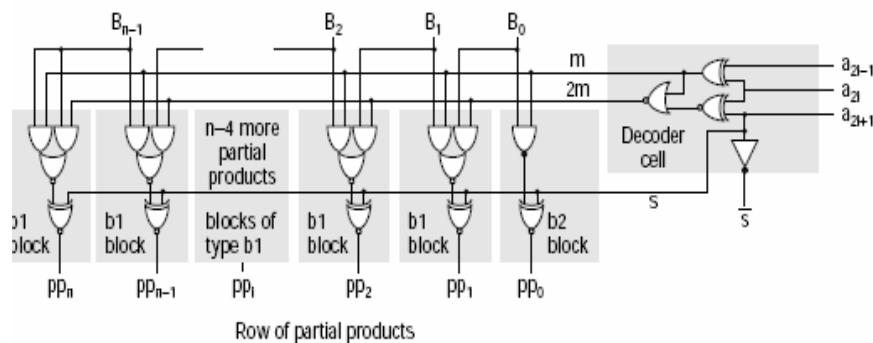 Bn−1 B2 B1 B0
m
2m
a2i−1
a2i
a2i+1
Decoder
cell
n−4 more
partial
products
s
s̅
b1
block
b1
block
blocks of
type b1
b1
block
b1
block
b2
block
ppn ppn−1 ppi pp2 pp1 pp0
Row of partial products